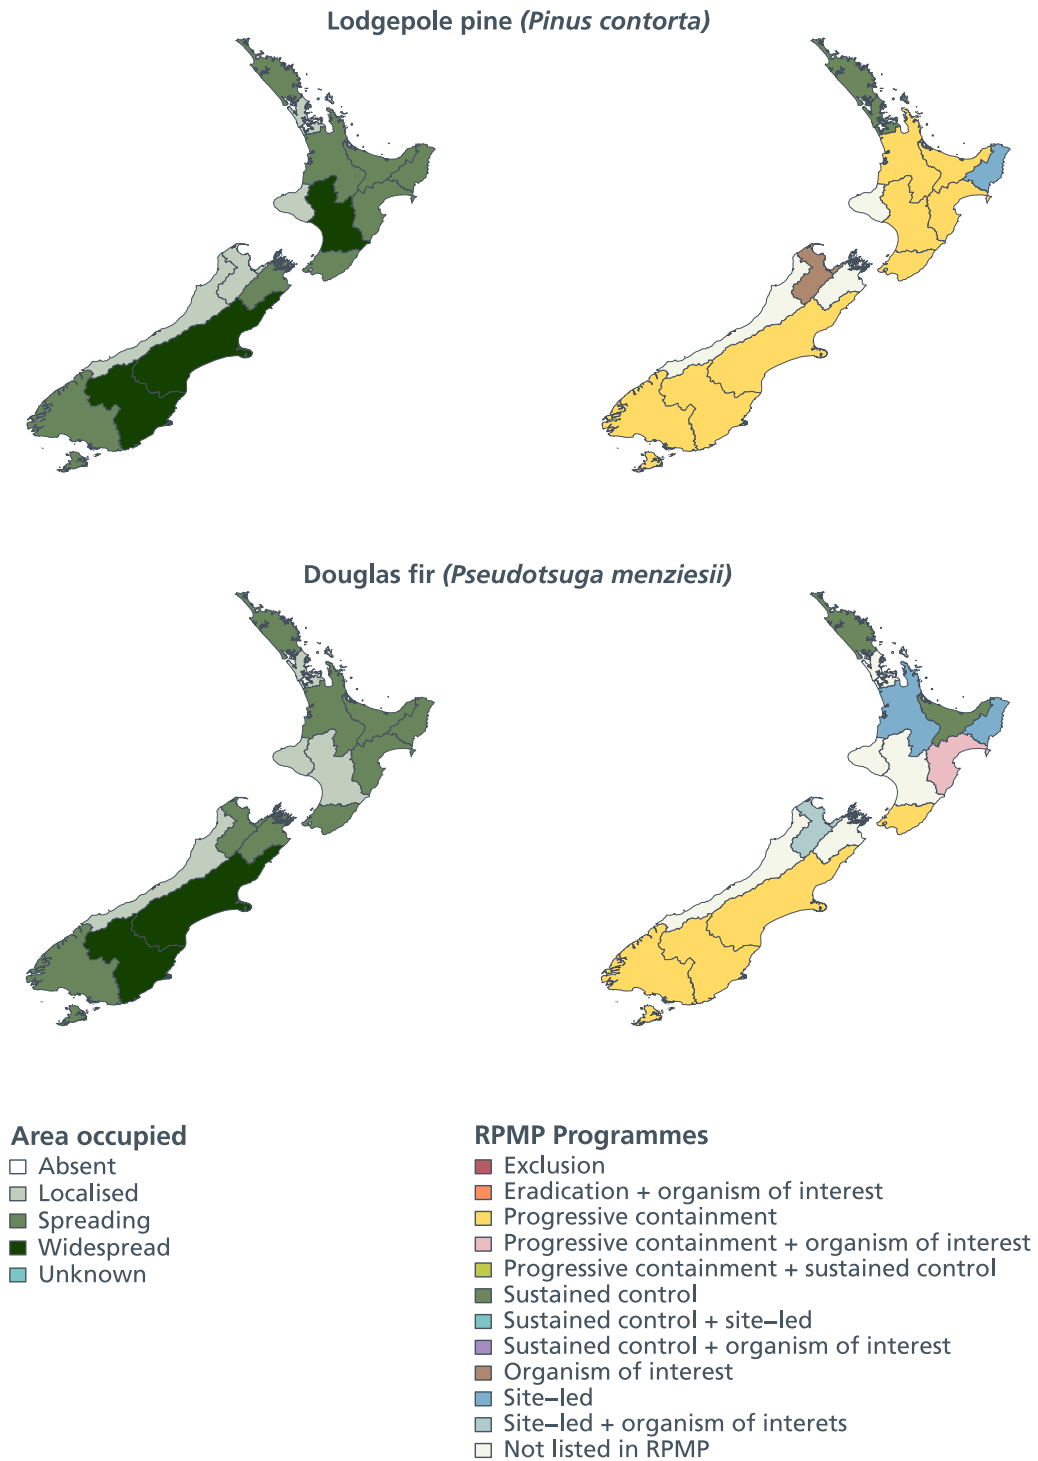 Lodgepole pine (Pinus contorta)
Douglas fir (Pseudotsuga menziesii)
Area occupied
Absent
Localised
Spreading
Widespread
Unknown
RPMP Programmes
Exclusion
Eradication + organism of interest
Progressive containment
Progressive containment + organism of interest
Progressive containment + sustained control
Sustained control
Sustained control + site–led
Sustained control + organism of interest
Organism of interest
Site–led
Site–led + organism of interets
Not listed in RPMP